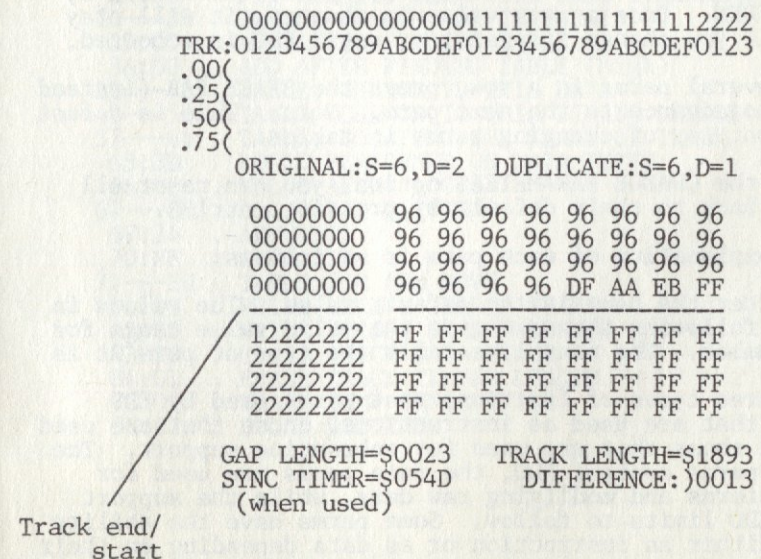 000000000000000011111111111111112222
TRK:0123456789ABCDEF0123456789ABCDEF0123
.00(
.25(
.50(
.75(
ORIGINAL:S=6,D=2 DUPLICATE:S=6,D=1
00000000 96 96 96 96 96 96 96 96
00000000 96 96 96 96 96 96 96 96
00000000 96 96 96 96 96 96 96 96
00000000 96 96 96 96 DF AA EB FF
12222222 FF FF FF FF FF FF FF FF
22222222 FF FF FF FF FF FF FF FF
22222222 FF FF FF FF FF FF FF FF
22222222 FF FF FF FF FF FF FF FF
GAP LENGTH=$0023 TRACK LENGTH=$1893
SYNC TIMER=$054D DIFFERENCE:)0013
(when used)
Track end/
start